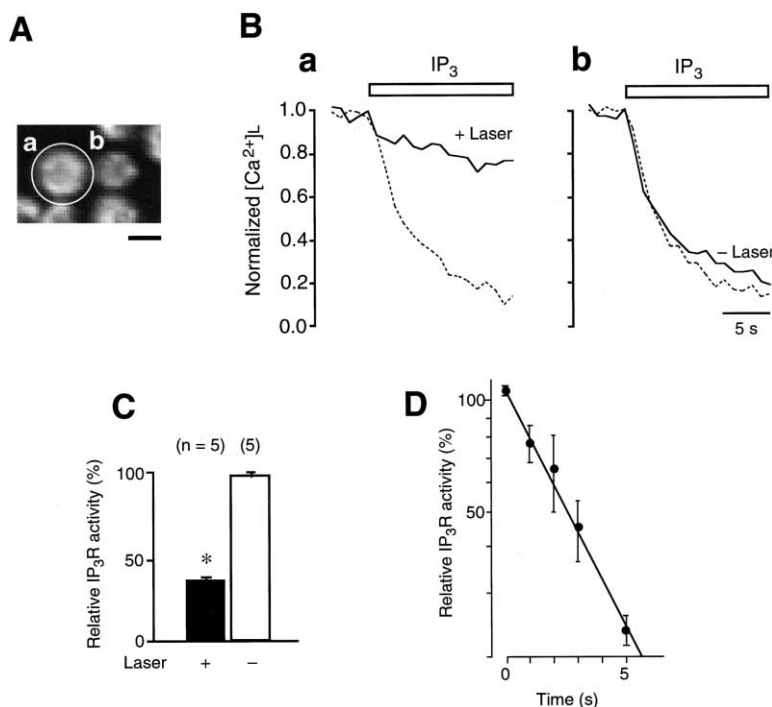 A
a
b
B
a
IP3
+ Laser
b
IP3
– Laser
Normalized [Ca2+]L
1.0
0.8
0.6
0.4
0.2
0.0
5 s
C
(n = 5) (5)
Relative IP3R activity (%)
100
50
0
*
Laser + –
D
Relative IP3R activity (%)
100
50
0 5
Time (s)